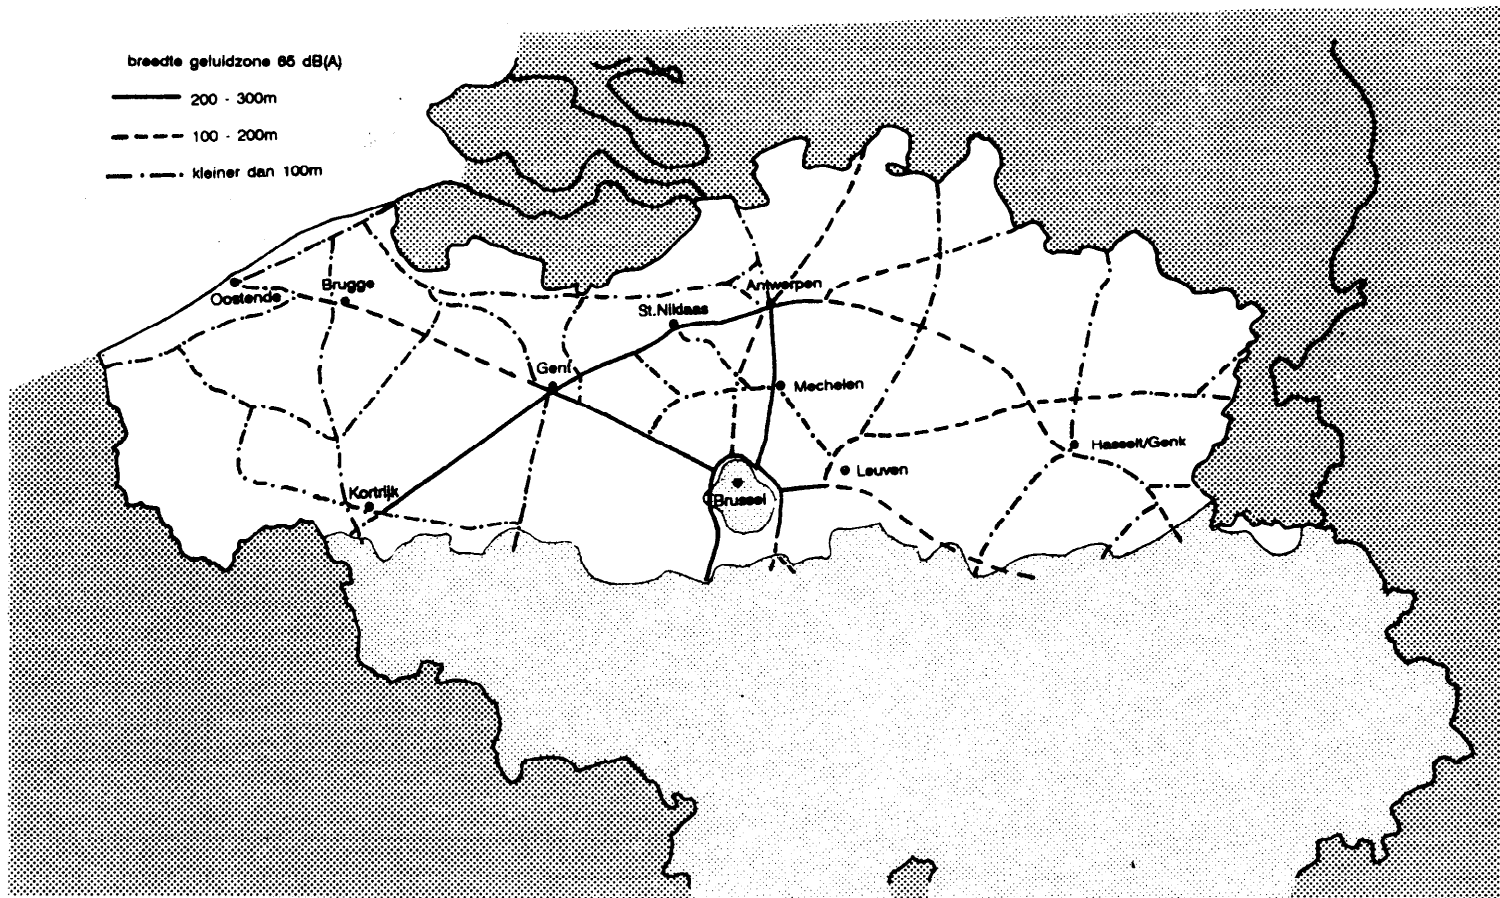 breedte geluidzone 65 dB(A)
200 - 300m
100 - 200m
kleiner dan 100m
Oostende
Brugge
Antwerpen
St.Niklaas
Gent
Mechelen
Hasselt/Genk
Leuven
Kortrijk
Brussel